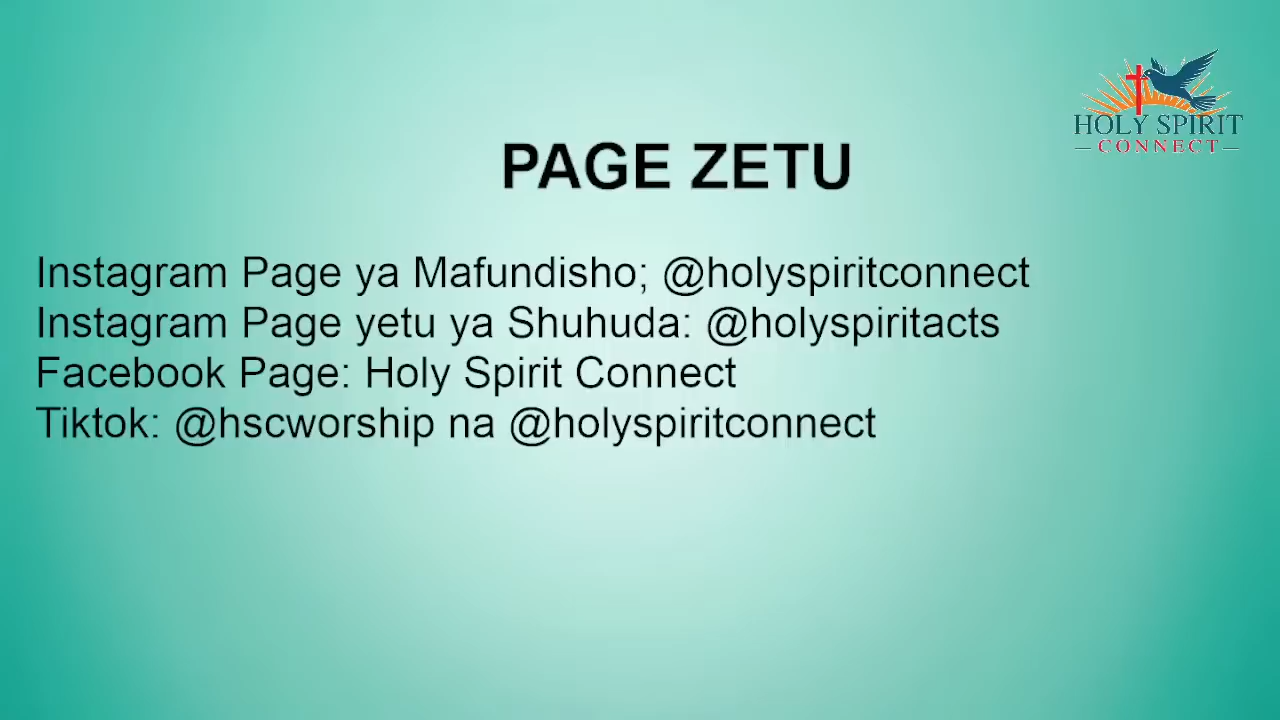 HOLY SPIRIT
CONNECT
PAGE ZETU
Instagram Page ya Mafundisho; @holyspiritconnect
Instagram Page yetu ya Shuhuda: @holyspiritacts
Facebook Page: Holy Spirit Connect
Tiktok: @hscworship na @holyspiritconnect